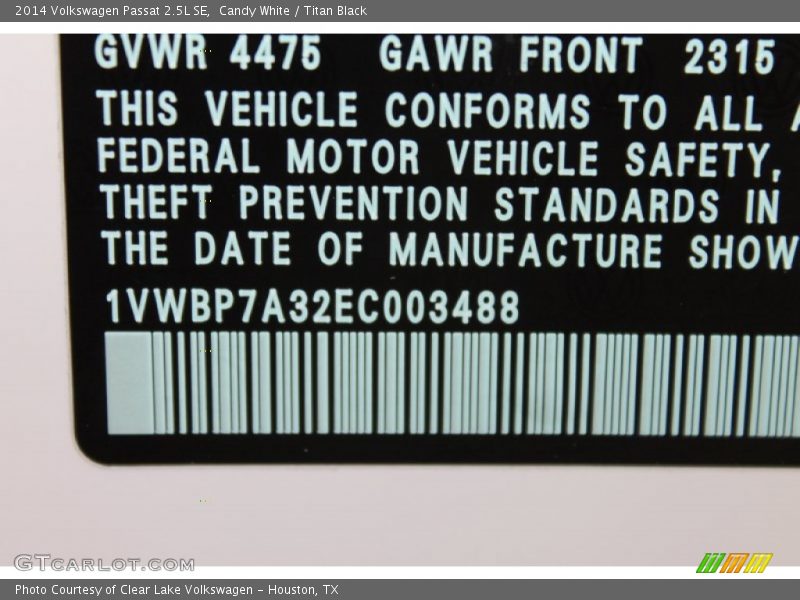 2014 Volkswagen Passat 2.5L SE,  Candy White / Titan Black
GVWR 4475 GAWR FRONT 2315
THIS VEHICLE CONFORMS TO ALL A
FEDERAL MOTOR VEHICLE SAFETY,
THEFT PREVENTION STANDARDS IN
THE DATE OF MANUFACTURE SHOW
1VWBP7A32EC003488
GTCARLOT.COM
Photo Courtesy of Clear Lake Volkswagen – Houston, TX